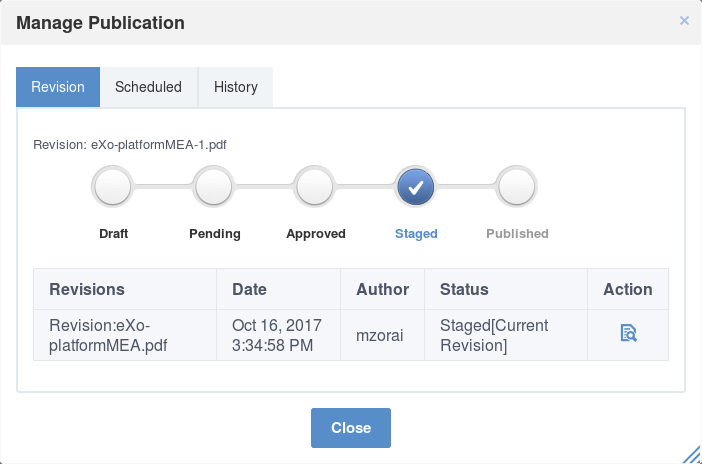 Manage Publication
×
Revision Scheduled History
Revision: eXo-platformMEA-1.pdf
Draft Pending Approved Staged Published
Revisions Date Author Status Action
Revision:eXo- Oct 16, 2017 mzorai Staged[Current
platformMEA.pdf 3:34:58 PM Revision]
Close